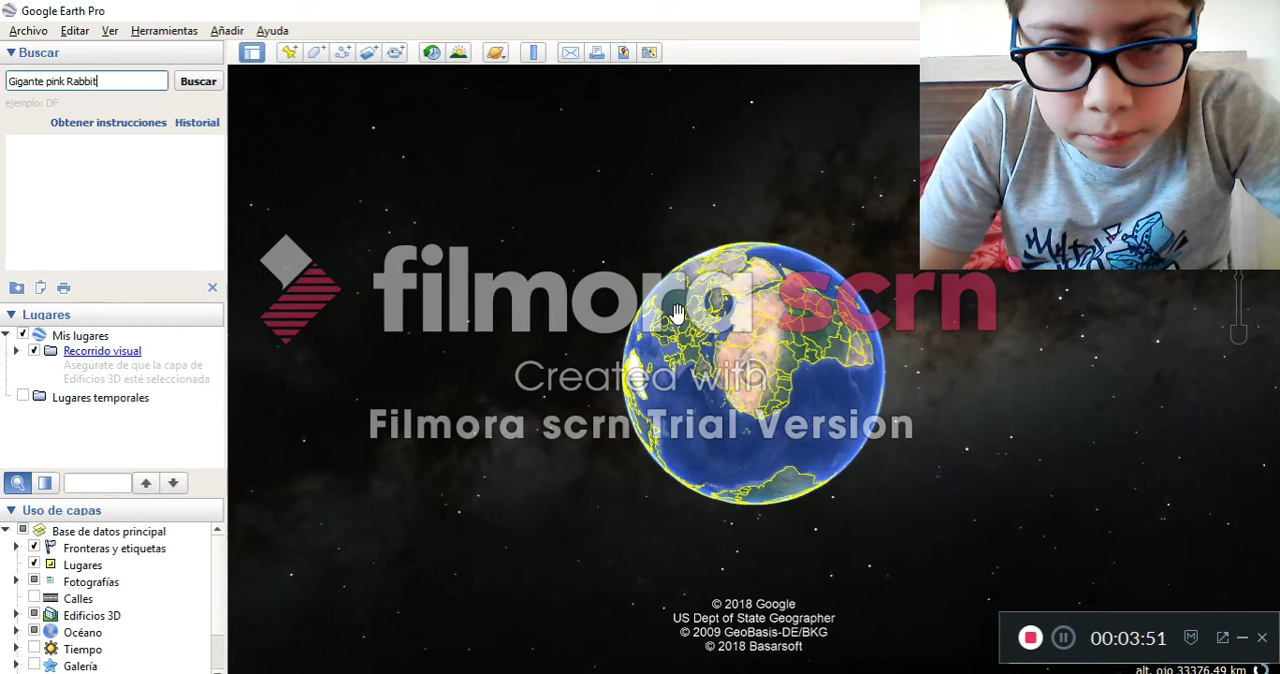 Google Earth Pro
Archivo Editar Ver Herramientas Añadir Ayuda
Buscar
Gigante pink Rabbit Buscar
ejemplo: DF
Obtener instrucciones Historial
Lugares
Mis lugares
Recorrido visual
Asegurate de que la capa de
Edificios 3D esté seleccionada
Lugares temporales
Uso de capas
Base de datos principal
Fronteras y etiquetas
Lugares
Fotografías
Calles
Edificios 3D
Océano
Tiempo
Galería
filmora scrn
Created with
Filmora scrn Trial Version
© 2018 Google
US Dept of State Geographer
© 2009 GeoBasis-DE/BKG
© 2018 Basarsoft
00:03:51
alt. ojo 33376.49 km